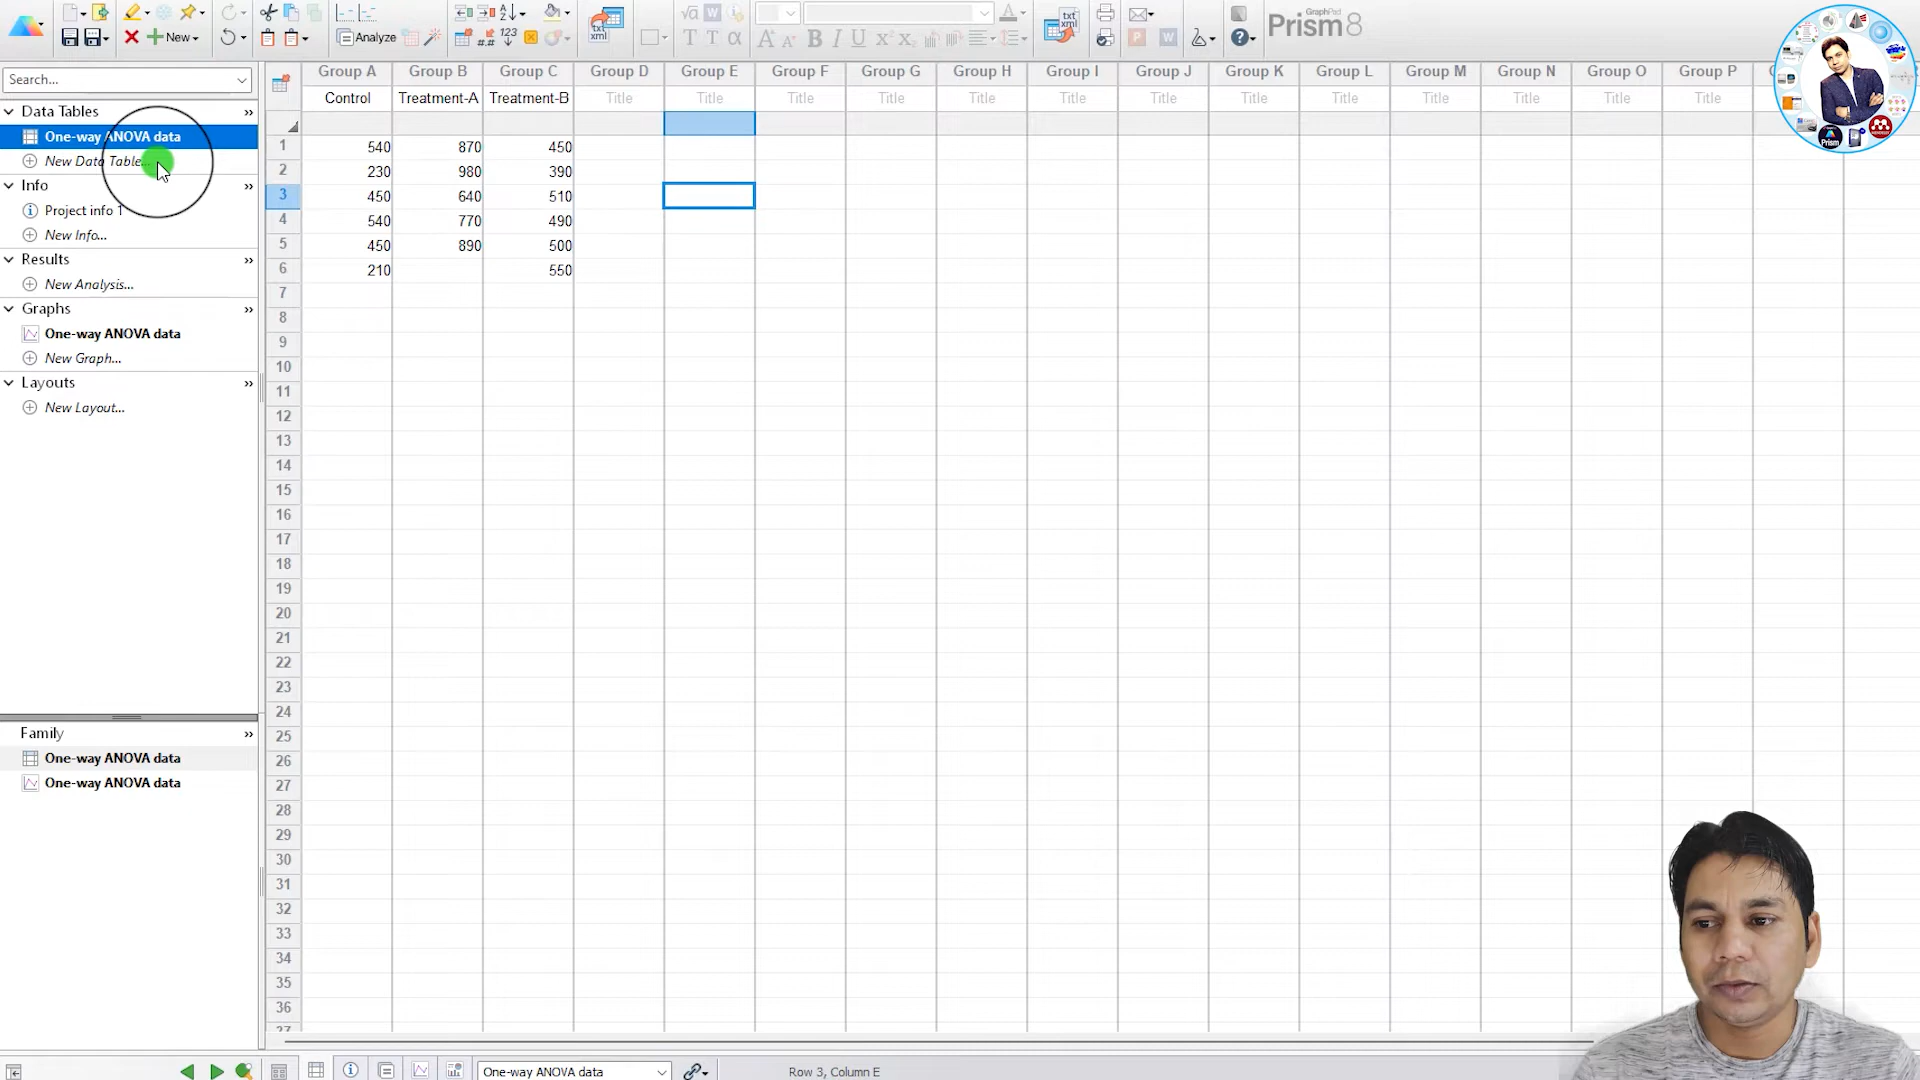 New
Analyze
GraphPad
Prism 8
Search...
Data Tables
One-way ANOVA data
New Data Table...
Info
Project info 1
New Info...
Results
New Analysis...
Graphs
One-way ANOVA data
New Graph...
Layouts
New Layout...
Family
One-way ANOVA data
One-way ANOVA data
Group A Group B Group C Group D Group E Group F Group G Group H Group I Group J Group K Group L Group M Group N Group O Group P
Control Treatment-A Treatment-B Title Title Title Title Title Title Title Title Title Title Title Title Title
1 540 870 450
2 230 980 390
3 450 640 510
4 540 770 490
5 450 890 500
6 210 550
7
8
9
10
11
12
13
14
15
16
17
18
19
20
21
22
23
24
25
26
27
28
29
30
31
32
33
34
35
36
37
One-way ANOVA data
Row 3, Column E
Prism